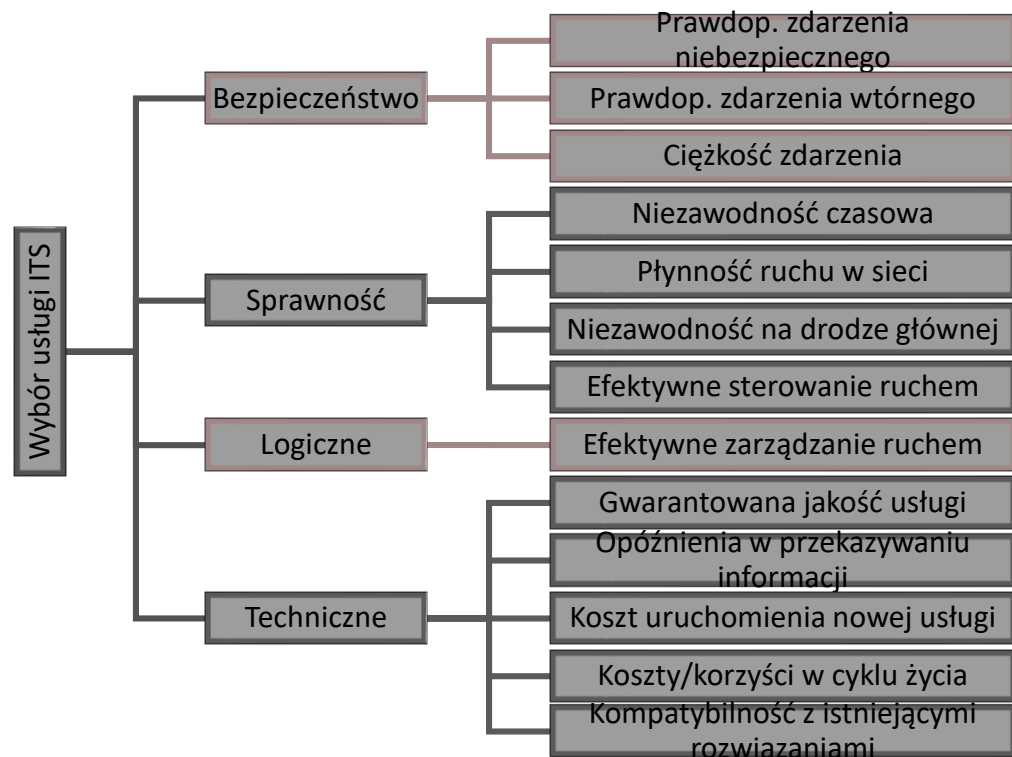 Wybór usługi ITS
Bezpieczeństwo
Prawdop. zdarzenia
niebezpiecznego
Prawdop. zdarzenia wtórnego
Ciężkość zdarzenia
Sprawność
Niezawodność czasowa
Płynność ruchu w sieci
Niezawodność na drodze głównej
Efektywne sterowanie ruchem
Logiczne
Efektywne zarządzanie ruchem
Techniczne
Gwarantowana jakość usługi
Opóźnienia w przekazywaniu
informacji
Koszt uruchomienia nowej usługi
Koszty/korzyści w cyklu życia
Kompatybilność z istniejącymi
rozwiązaniami